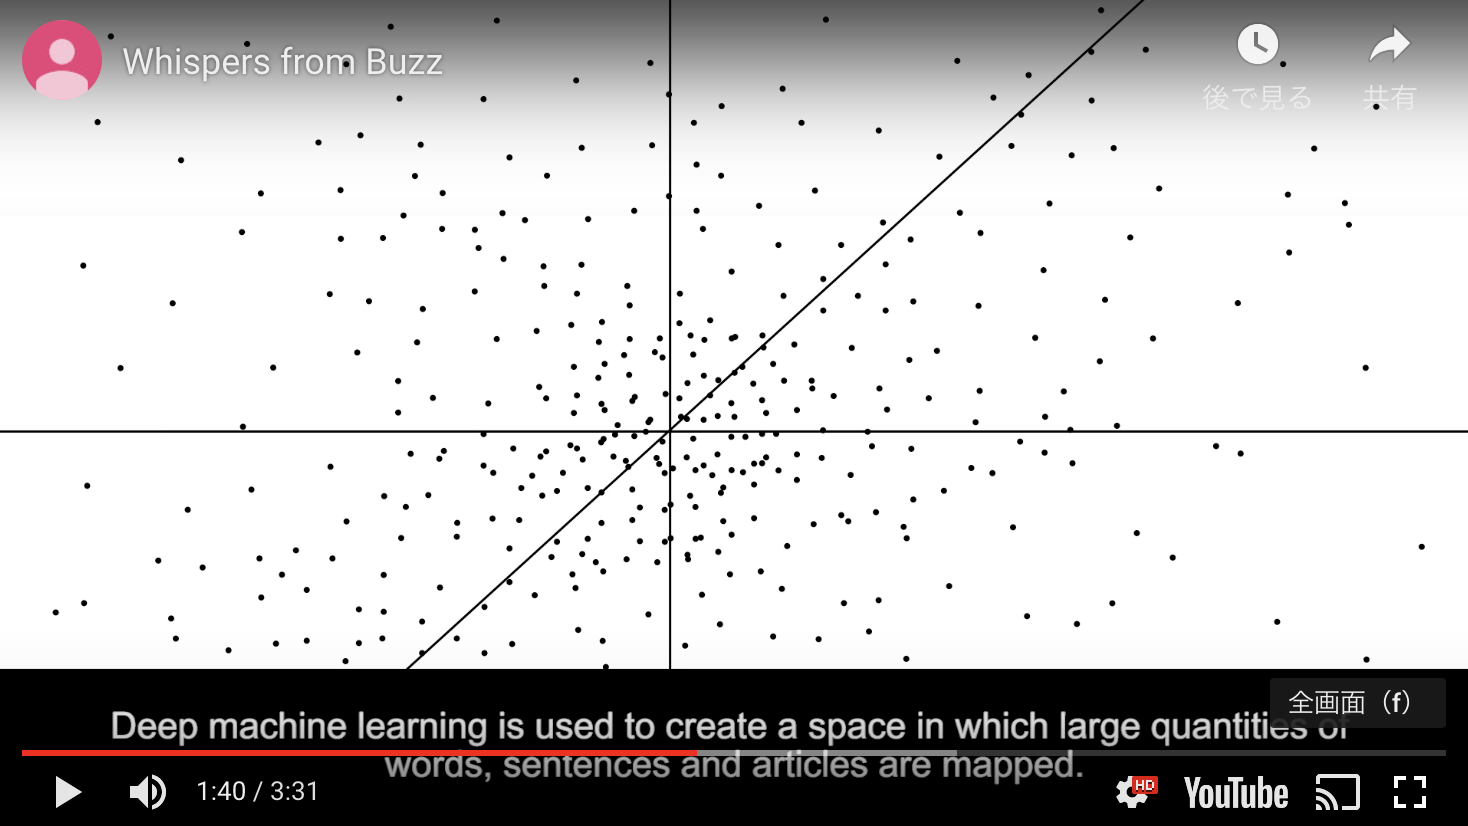 Whispers from Buzz
後で見る
共有
全画面 (f)
Deep machine learning is used to create a space in which large quantities of
words, sentences and articles are mapped.
1:40 / 3:31
HD
YouTube